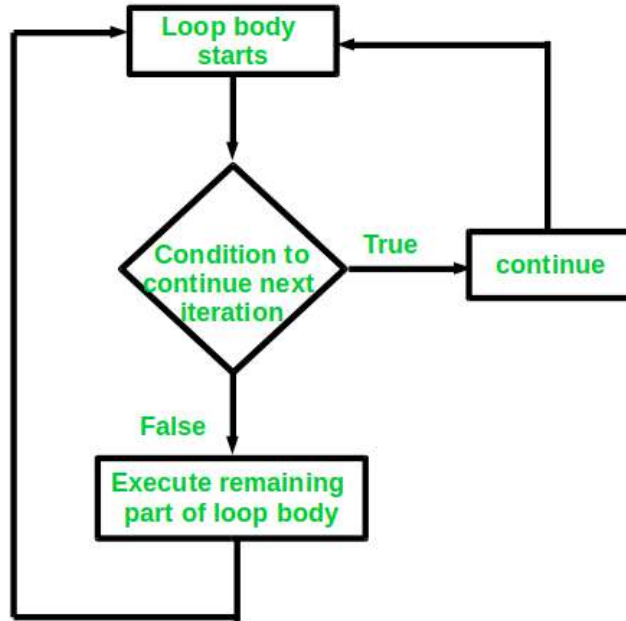 Loop body
starts
Condition to
continue next
iteration
True
continue
False
Execute remaining
part of loop body